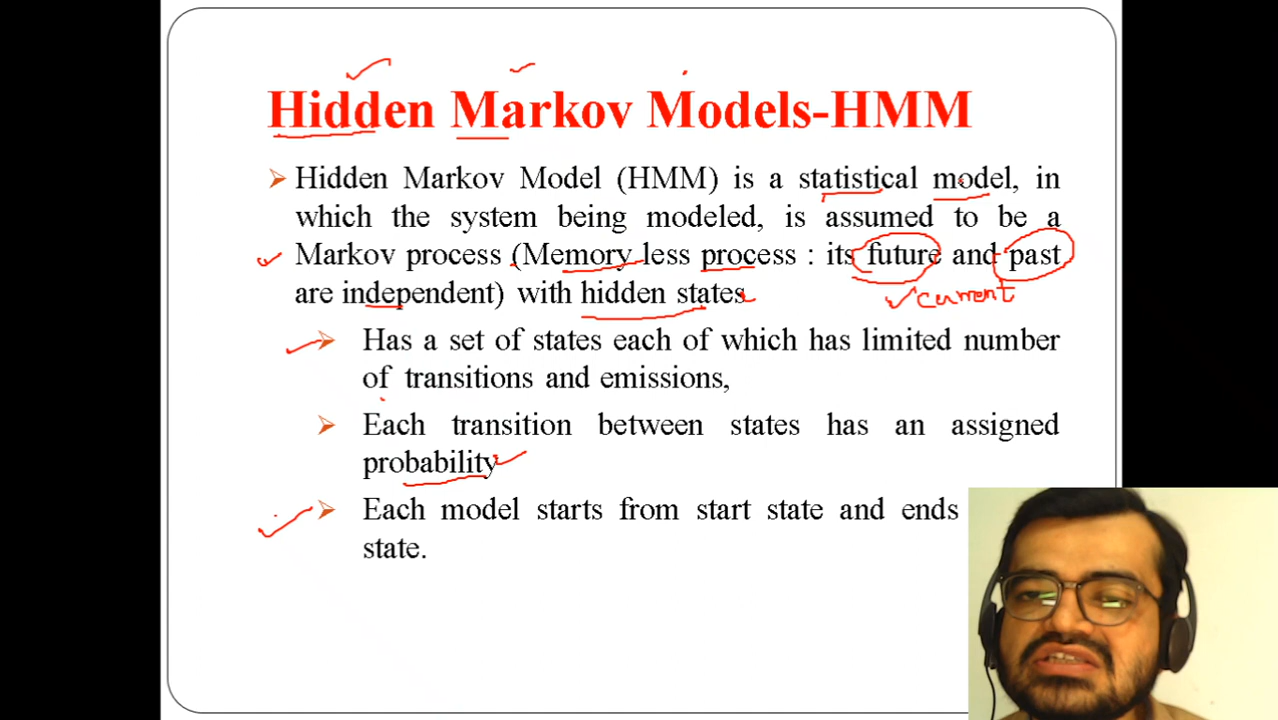 Hidden Markov Models-HMM
Hidden Markov Model (HMM) is a statistical model, in
which the system being modeled, is assumed to be a
Markov process (Memory less process : its future and past
are independent) with hidden states
current
Has a set of states each of which has limited number
of transitions and emissions,
Each transition between states has an assigned
probability
Each model starts from start state and ends
state.